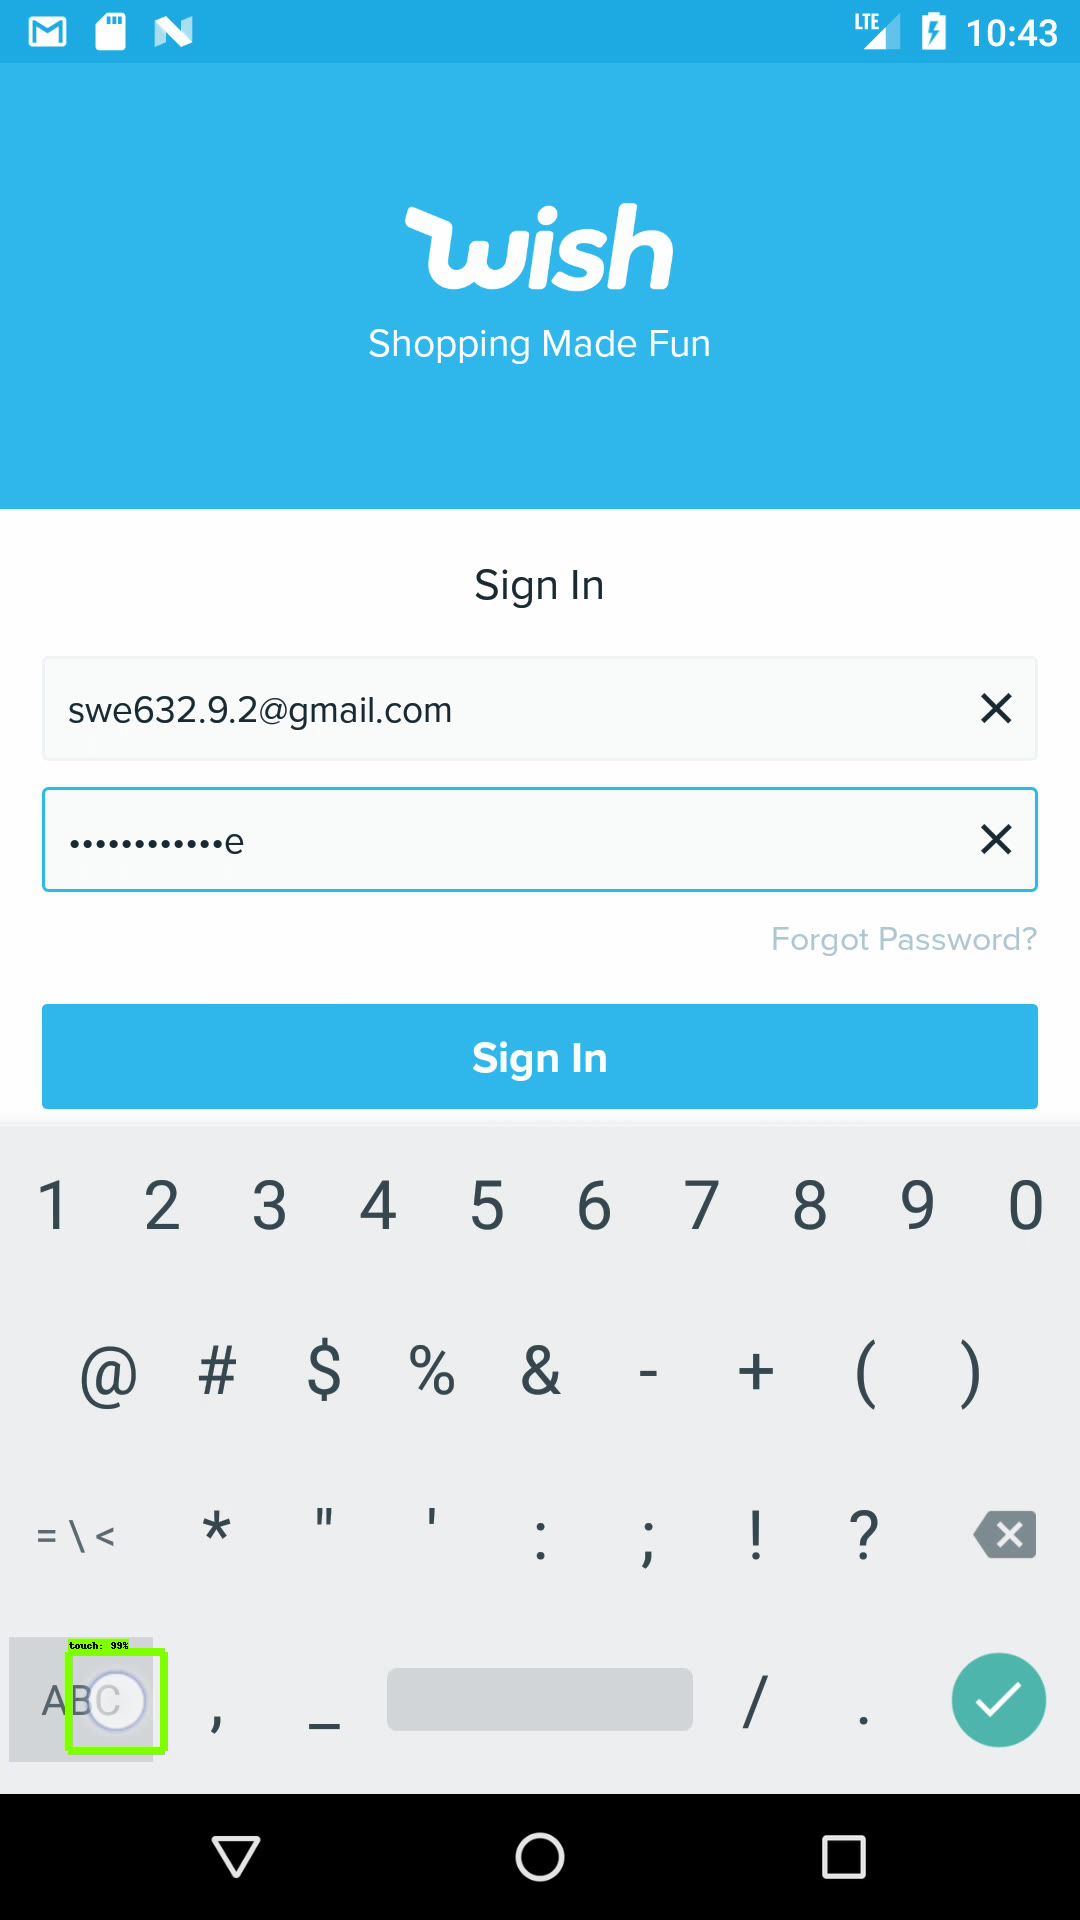 LTE 10:43
wish
Shopping Made Fun
Sign In
swe632.9.2@gmail.com
••••••••••••e
Forgot Password?
Sign In
1 2 3 4 5 6 7 8 9 0
@ # $ % & - + ( )
= \ < * " ' : ; ! ?
touch: 99%
ABC , _ / .